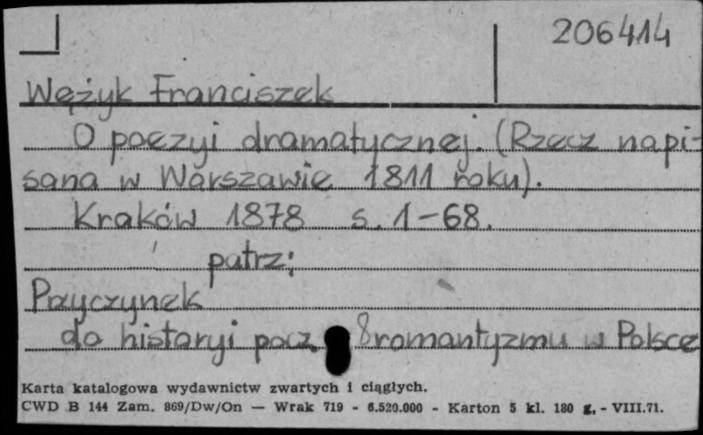 206414
Wężyk Franciszek
O poezyi dramatycznej. (Rzecz napi-
sana w Warszawie 1811 roku).
Kraków 1878 s. 1-68.
patrz:
Przyczynek
do historyi pocz. romantyzmu w Polsce
Karta katalogowa wydawnictw zwartych i ciągłych.
CWD B 144 Zam. 869/Dw/On — Wrak 719 - 6.520.000 - Karton 5 kl. 180 g. - VIII.71.